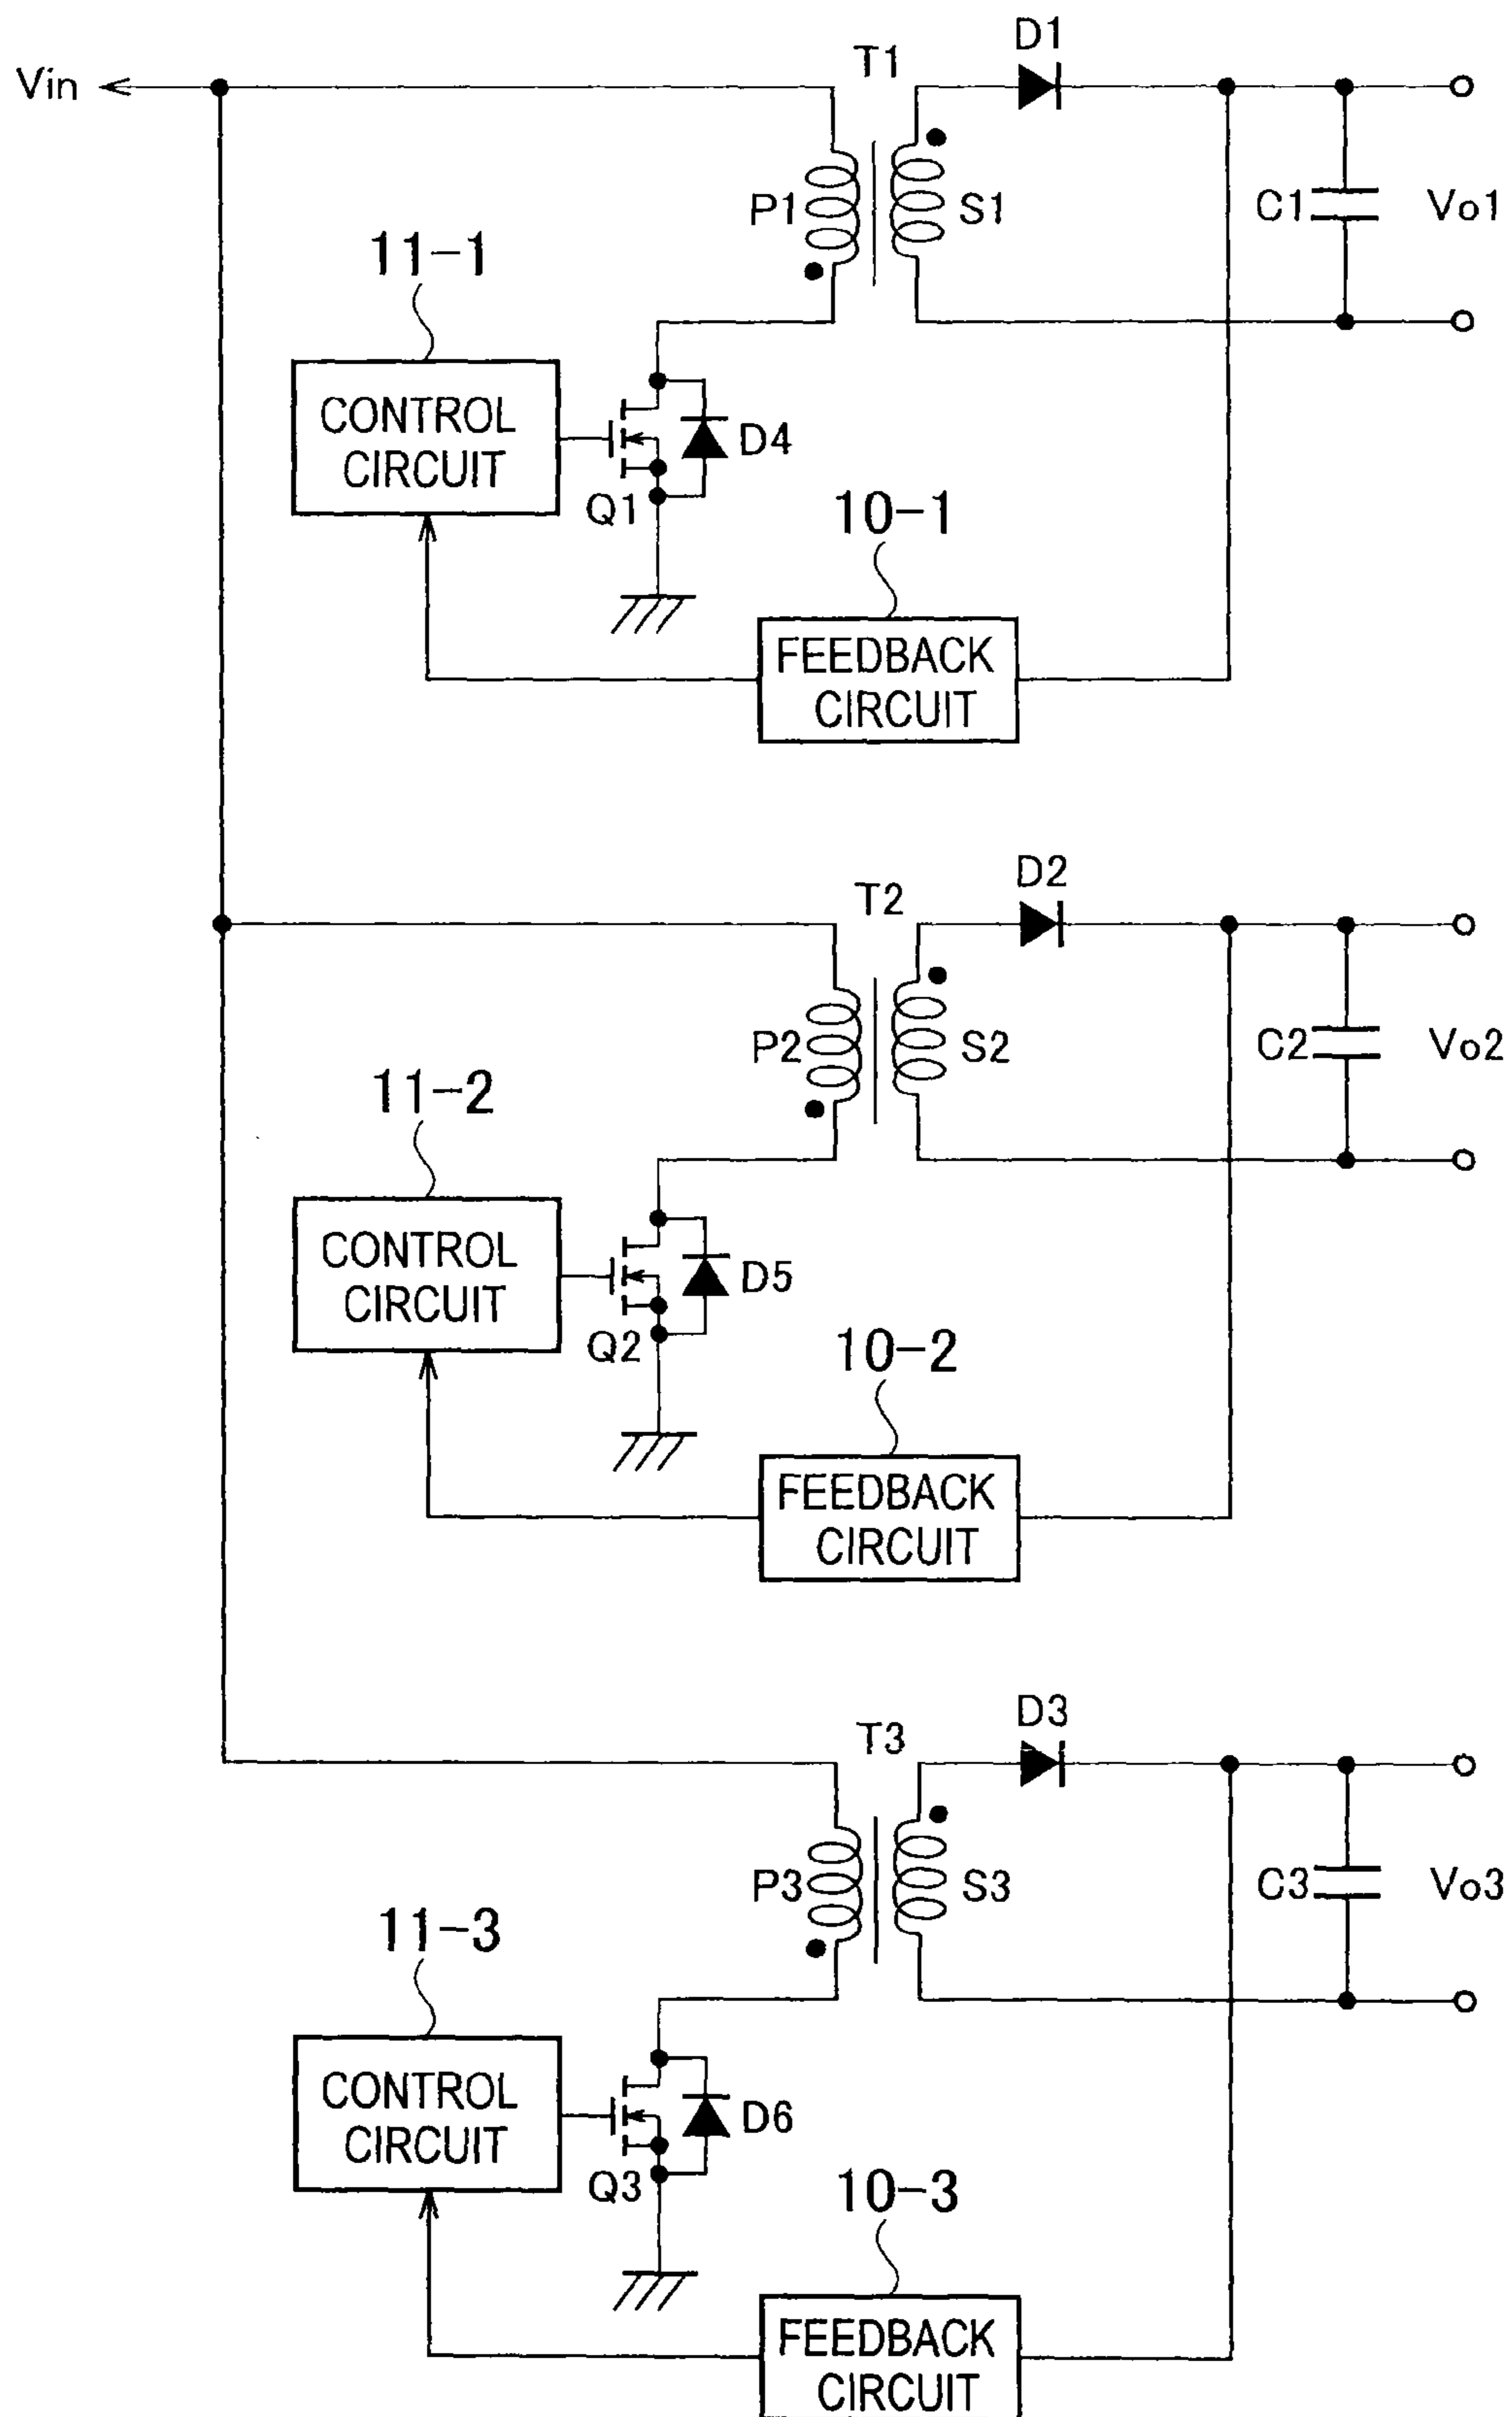 D1
T1
Vin
P1
S1
C1
Vo1
11-1
CONTROL
CIRCUIT
D4
Q1
10-1
FEEDBACK
CIRCUIT
D2
T2
P2
S2
C2
Vo2
11-2
CONTROL
CIRCUIT
D5
Q2
10-2
FEEDBACK
CIRCUIT
D3
T3
P3
S3
C3
Vo3
11-3
CONTROL
CIRCUIT
D6
Q3
10-3
FEEDBACK
CIRCUIT